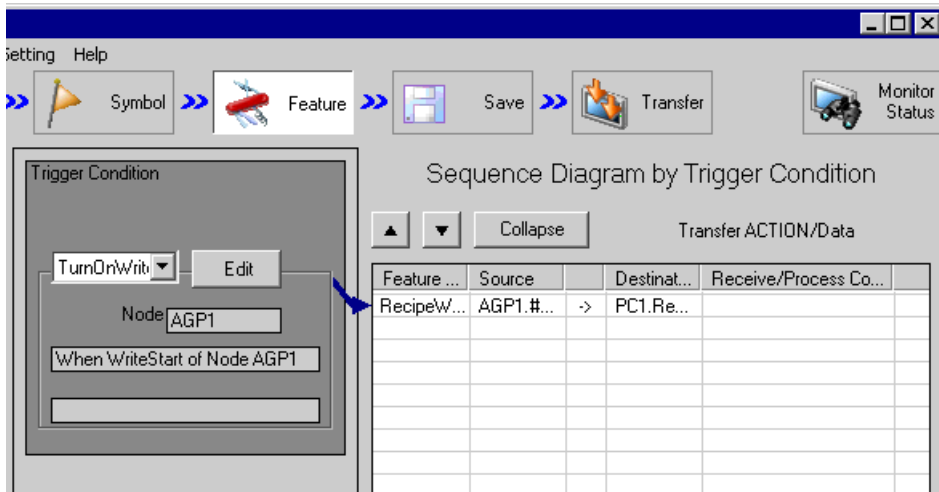 Setting Help
Symbol Feature Save Transfer Monitor Status
Trigger Condition
TurnOnWrit Edit
Node AGP1
When WriteStart of Node AGP1
Sequence Diagram by Trigger Condition
Collapse Transfer ACTION/Data
Feature ... Source Destinat... Receive/Process Co...
RecipeW... AGP1.#... -> PC1.Re...